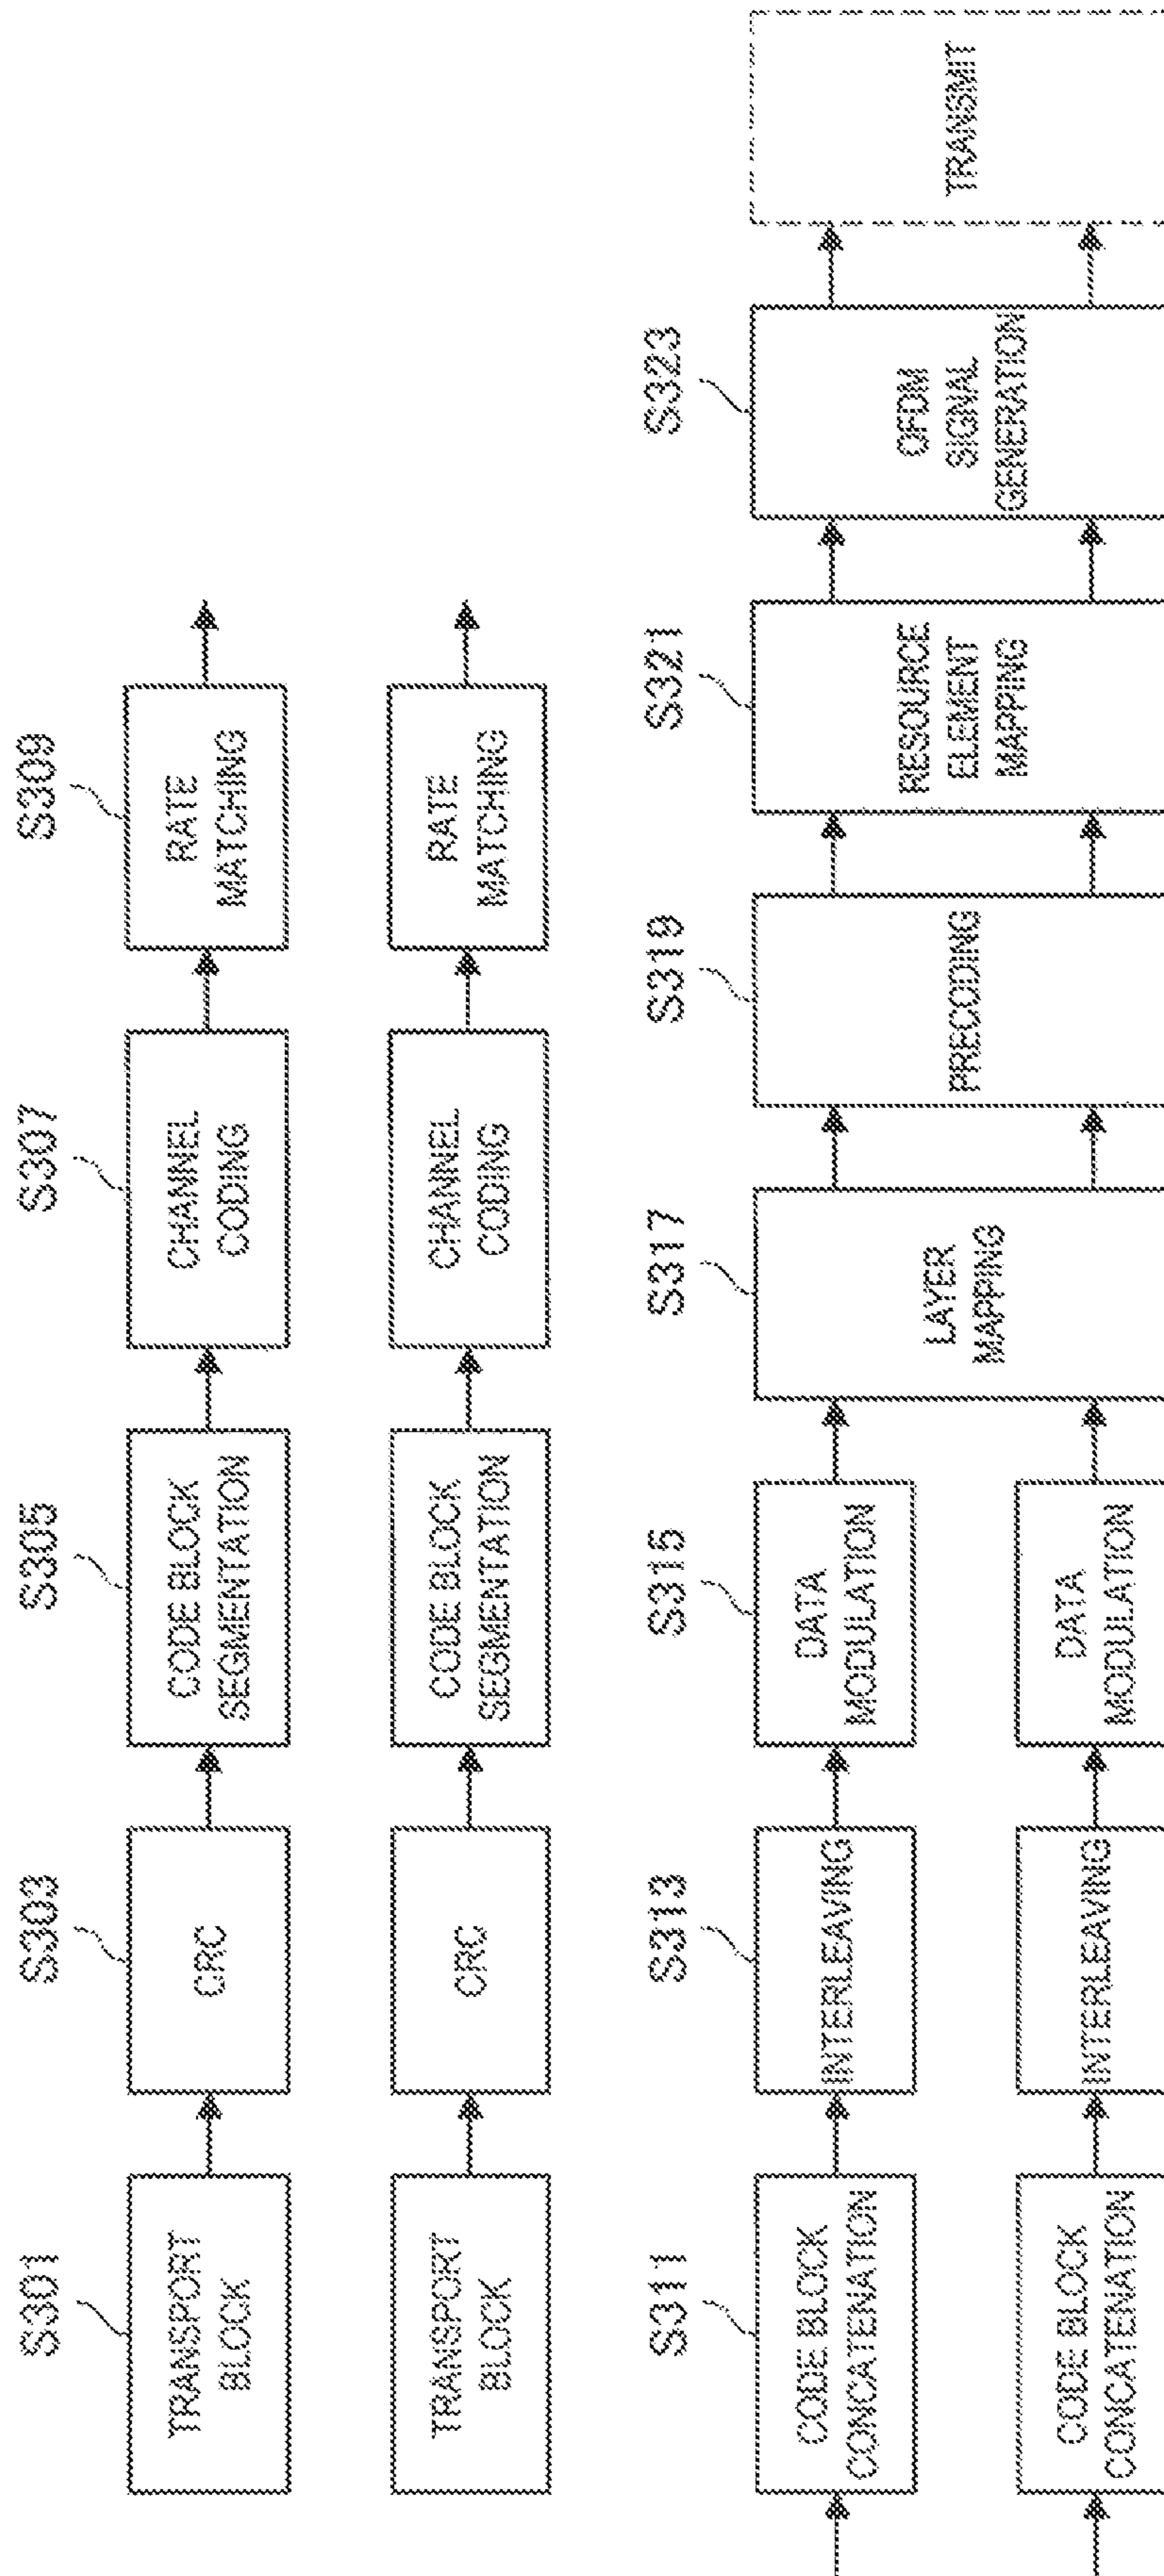 S301
S303
S305
S307
S309
TRANSPORT
BLOCK
CRC
CODE BLOCK
SEGMENTATION
CHANNEL
CODING
RATE
MATCHING
TRANSPORT
BLOCK
CRC
CODE BLOCK
SEGMENTATION
CHANNEL
CODING
RATE
MATCHING
S311
S313
S315
S317
S319
S321
S323
CODE BLOCK
CONCATENATION
INTERLEAVING
DATA
MODULATION
LAYER
MAPPING
PRECODING
RESOURCE
ELEMENT
MAPPING
OFDM
SIGNAL
GENERATION
TRANSMIT
CODE BLOCK
CONCATENATION
INTERLEAVING
DATA
MODULATION